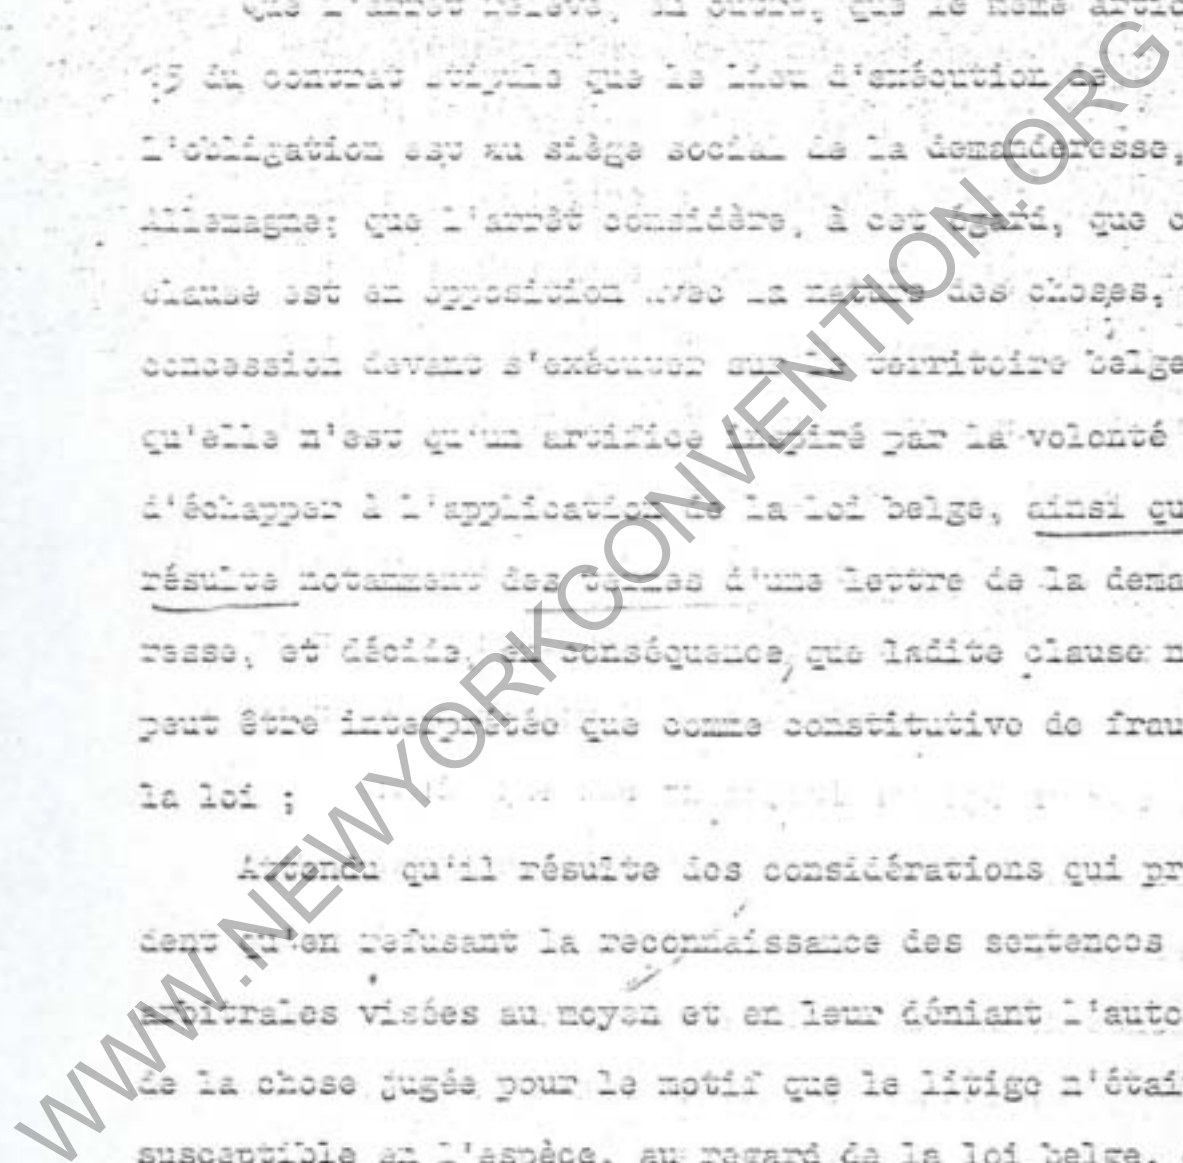 que l'arrêt relève, en outre, que le même artic
15 du contrat stipule que le lieu d'exécution de
l'obligation est au siège social de la demanderesse,
Allemagne; que l'arrêt considère, à cet égard, que c
clause est en opposition avec la nature des choses,
concession devant s'exécuter sur le territoire belge
qu'elle n'est qu'un artifice inspiré par la volonté
d'échapper à l'application de la loi belge, ainsi qu
résulte notamment des termes d'une lettre de la dema
resse, et décide, en conséquence, que ladite clause n
peut être interprétée que comme constitutive de frau
la loi ;
Attendu qu'il résulte des considérations qui pr
dent qu'en refusant la reconnaissance des sentences
arbitrales visées au moyen et en leur déniant l'auto
de la chose jugée pour le motif que le litige n'étai
susceptible en l'espèce, au regard de la loi belge,
WWW.NEWYORKCONVENTION.ORG